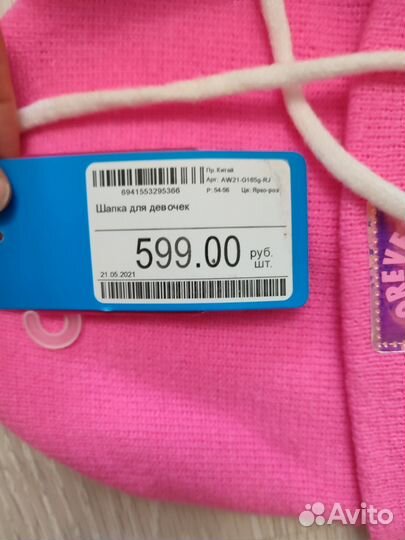 Пр. Китай
Арт. AW21-G165g-RJ
6941553295366
Р: 54-56 Цв: Ярко-роз
Шапка для девочек
599.00 руб.
шт.
21.05.2021
OREVE
Avito